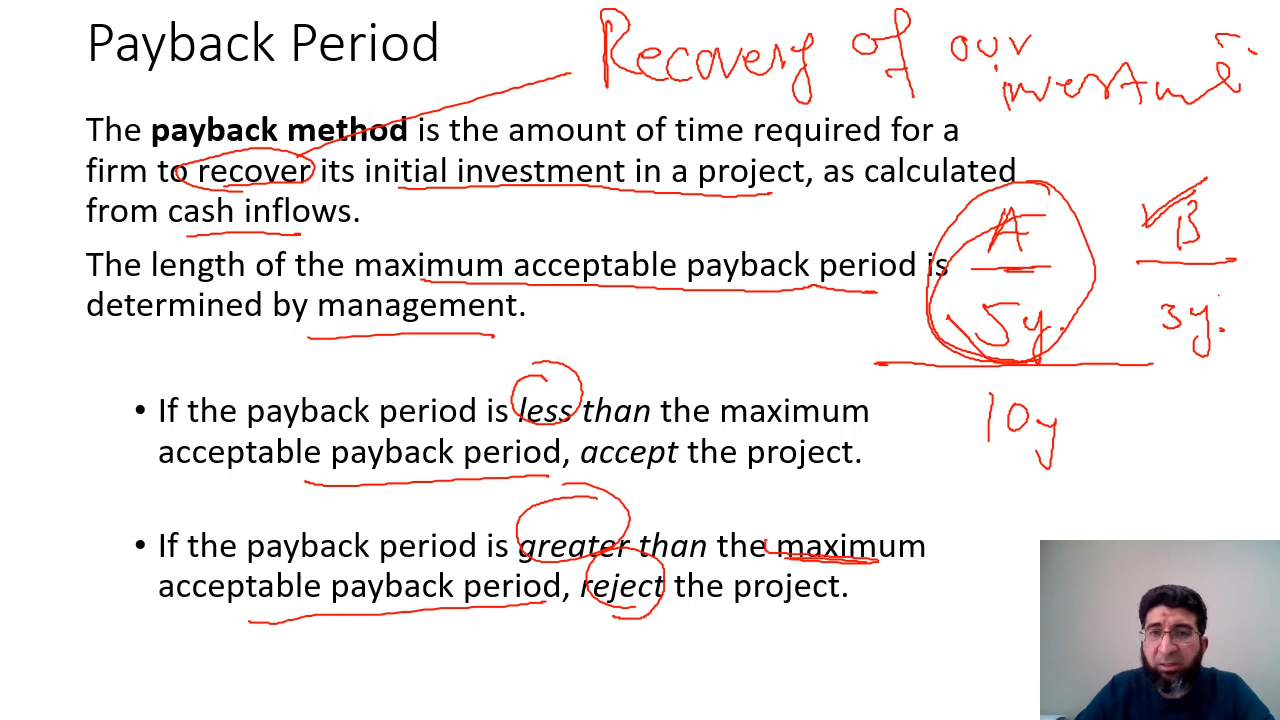 Payback Period
Recovery of our
investment
The payback method is the amount of time required for a
firm to recover its initial investment in a project, as calculated
from cash inflows.
A B
The length of the maximum acceptable payback period is
determined by management.
5y. 3y.
10y
• If the payback period is less than the maximum
acceptable payback period, accept the project.
• If the payback period is greater than the maximum
acceptable payback period, reject the project.